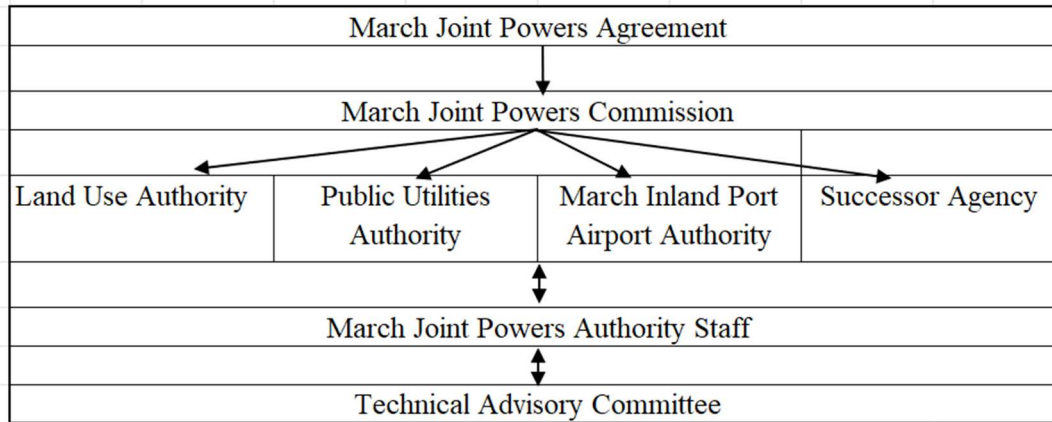 March Joint Powers Agreement
March Joint Powers Commission
Land Use Authority
Public Utilities
Authority
March Inland Port
Airport Authority
Successor Agency
March Joint Powers Authority Staff
Technical Advisory Committee